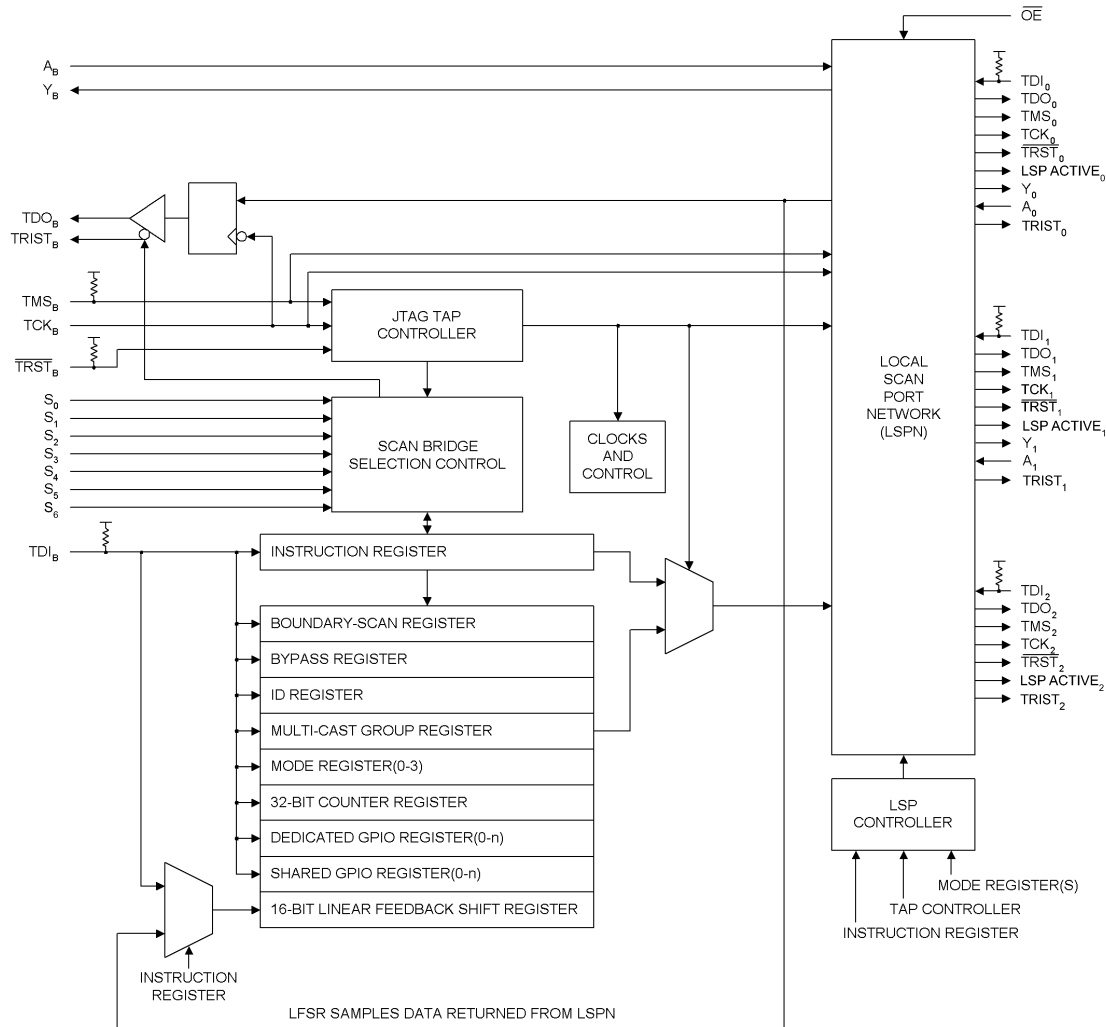 OE
A_B
Y_B
TDI_0
TDO_0
TMS_0
TCK_0
TRST_0
LSP ACTIVE_0
Y_0
A_0
TRIST_0
TDO_B
TRIST_B
TMS_B
TCK_B
TRST_B
JTAG TAP
CONTROLLER
S_0
S_1
S_2
S_3
S_4
S_5
S_6
SCAN BRIDGE
SELECTION CONTROL
CLOCKS
AND
CONTROL
LOCAL
SCAN
PORT
NETWORK
(LSPN)
TDI_1
TDO_1
TMS_1
TCK_1
TRST_1
LSP ACTIVE_1
Y_1
A_1
TRIST_1
TDI_B
INSTRUCTION REGISTER
BOUNDARY-SCAN REGISTER
BYPASS REGISTER
ID REGISTER
MULTI-CAST GROUP REGISTER
MODE REGISTER(0-3)
32-BIT COUNTER REGISTER
DEDICATED GPIO REGISTER(0-n)
SHARED GPIO REGISTER(0-n)
16-BIT LINEAR FEEDBACK SHIFT REGISTER
TDI_2
TDO_2
TMS_2
TCK_2
TRST_2
LSP ACTIVE_2
TRIST_2
LSP
CONTROLLER
MODE REGISTER(S)
TAP CONTROLLER
INSTRUCTION REGISTER
INSTRUCTION
REGISTER
LFSR SAMPLES DATA RETURNED FROM LSPN